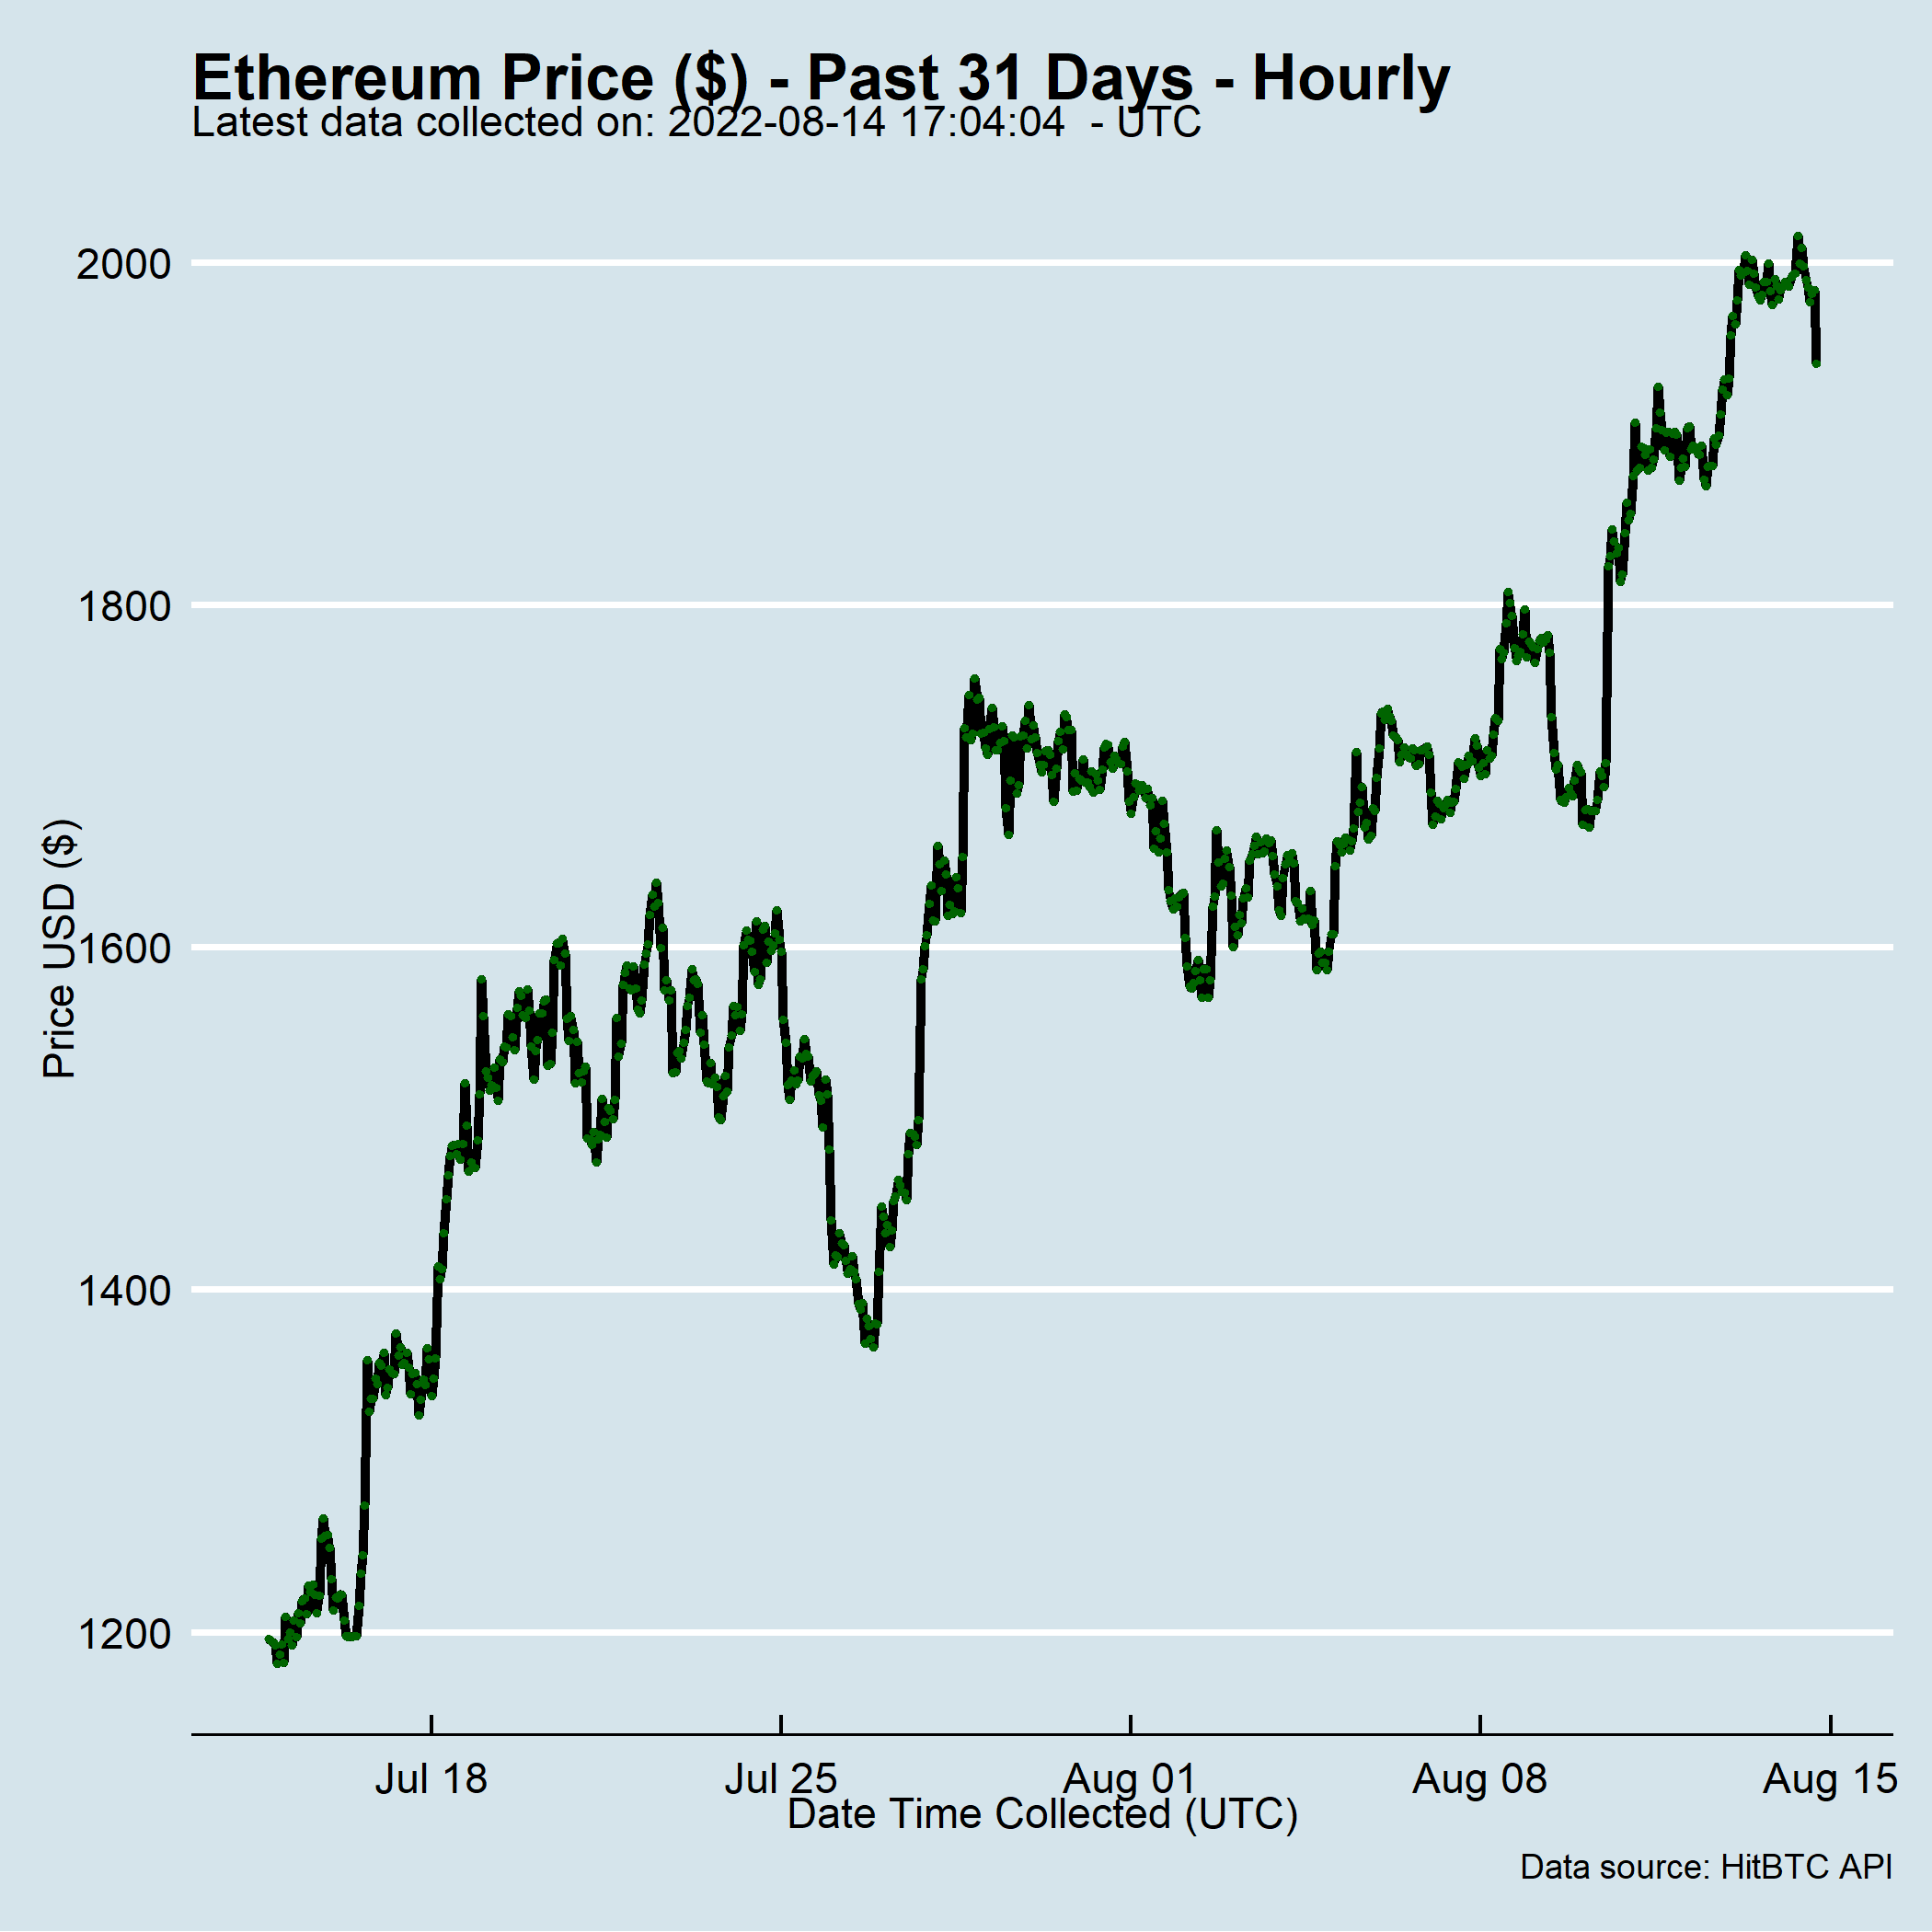 Ethereum Price ($) - Past 31 Days - Hourly
Latest data collected on: 2022-08-14 17:04:04  - UTC
2000
1800
1600
1400
1200
Price USD ($)
Jul 18
Jul 25
Aug 01
Aug 08
Aug 15
Date Time Collected (UTC)
Data source: HitBTC API